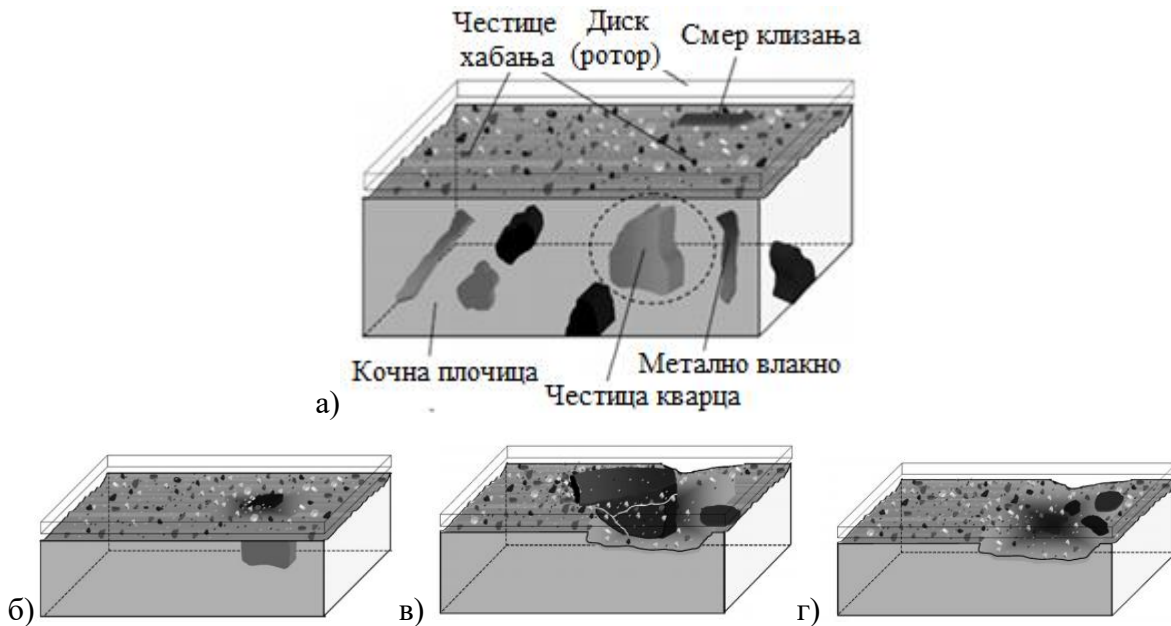 Честице
хабања
Диск
(ротор)
Смер клизања
Кочна плочица
Метално влакно
Честица кварца
а)
б)
в)
г)